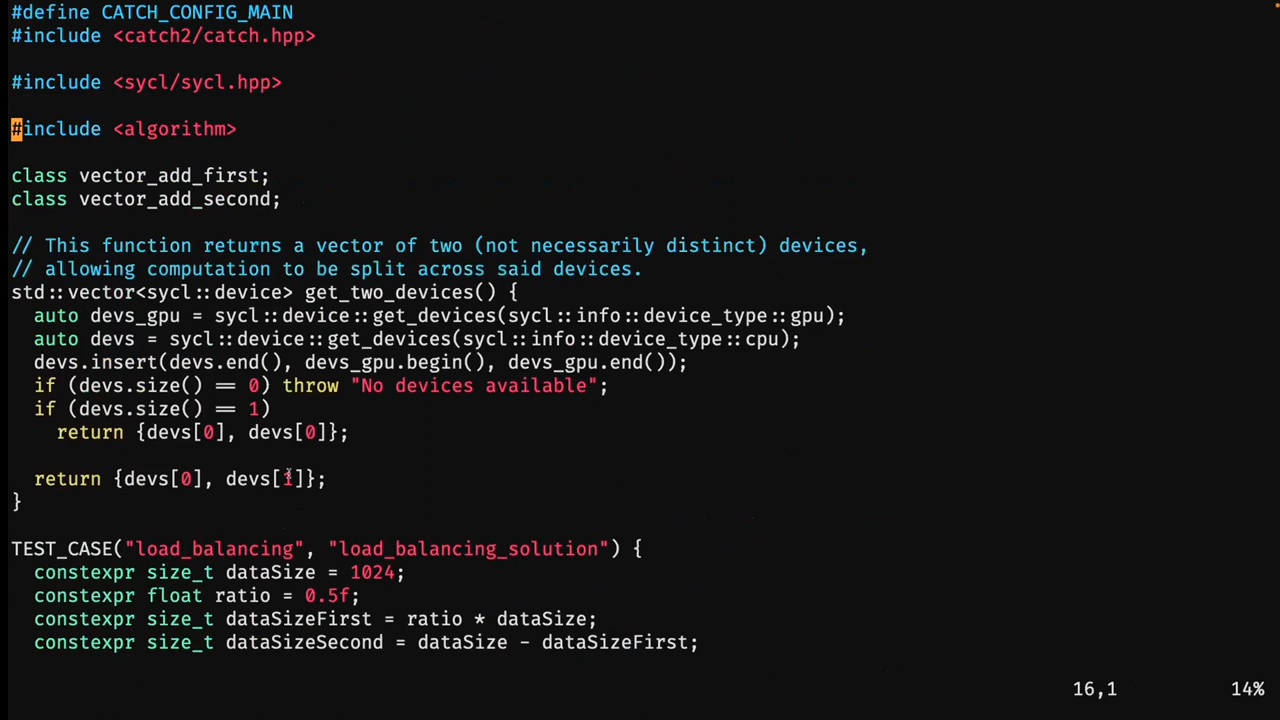 #define CATCH_CONFIG_MAIN
#include <catch2/catch.hpp>
#include <sycl/sycl.hpp>
#include <algorithm>
class vector_add_first;
class vector_add_second;
// This function returns a vector of two (not necessarily distinct) devices,
// allowing computation to be split across said devices.
std::vector<sycl::device> get_two_devices() {
  auto devs_gpu = sycl::device::get_devices(sycl::info::device_type::gpu);
  auto devs = sycl::device::get_devices(sycl::info::device_type::cpu);
  devs.insert(devs.end(), devs_gpu.begin(), devs_gpu.end());
  if (devs.size() == 0) throw "No devices available";
  if (devs.size() == 1)
    return {devs[0], devs[0]};
  return {devs[0], devs[1]};
}
TEST_CASE("load_balancing", "load_balancing_solution") {
  constexpr size_t dataSize = 1024;
  constexpr float ratio = 0.5f;
  constexpr size_t dataSizeFirst = ratio * dataSize;
  constexpr size_t dataSizeSecond = dataSize - dataSizeFirst;
16,1 14%